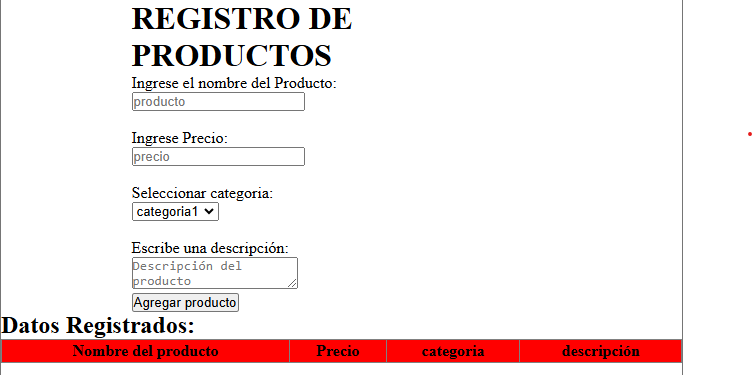 REGISTRO DE
PRODUCTOS
Ingrese el nombre del Producto:
producto
Ingrese Precio:
precio
Seleccionar categoria:
categoria1
Escribe una descripción:
Descripción del
producto
Agregar producto
Datos Registrados:
Nombre del producto Precio categoria descripción